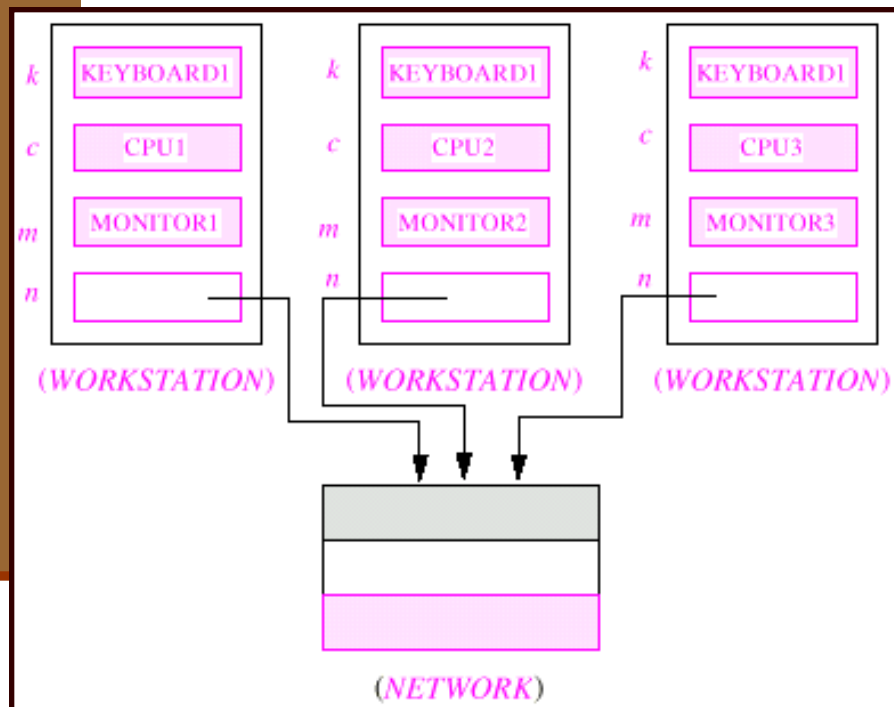 k KEYBOARD1 k KEYBOARD1 k KEYBOARD1
c CPU1 c CPU2 c CPU3
m MONITOR1 m MONITOR2 m MONITOR3
n n n
(WORKSTATION) (WORKSTATION) (WORKSTATION)
(NETWORK)